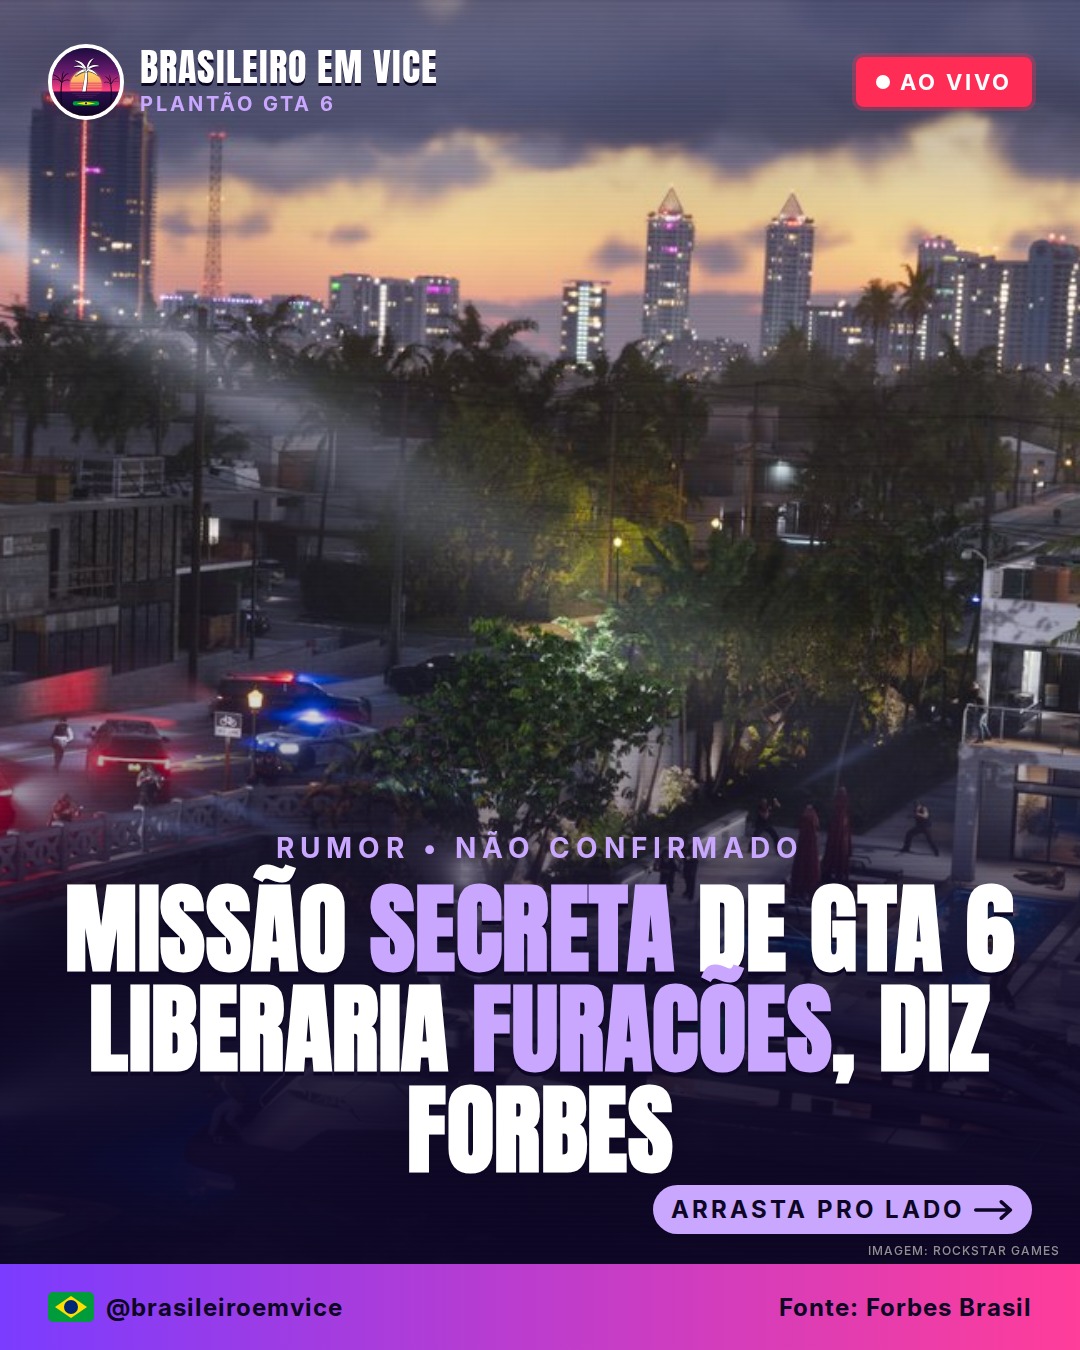 BRASILEIRO EM VICE
PLANTÃO GTA 6
AO VIVO
RUMOR • NÃO CONFIRMADO
MISSÃO SECRETA DE GTA 6
LIBERARIA FURACÕES, DIZ
FORBES
ARRASTA PRO LADO →
IMAGEM: ROCKSTAR GAMES
@brasileiroemvice
Fonte: Forbes Brasil